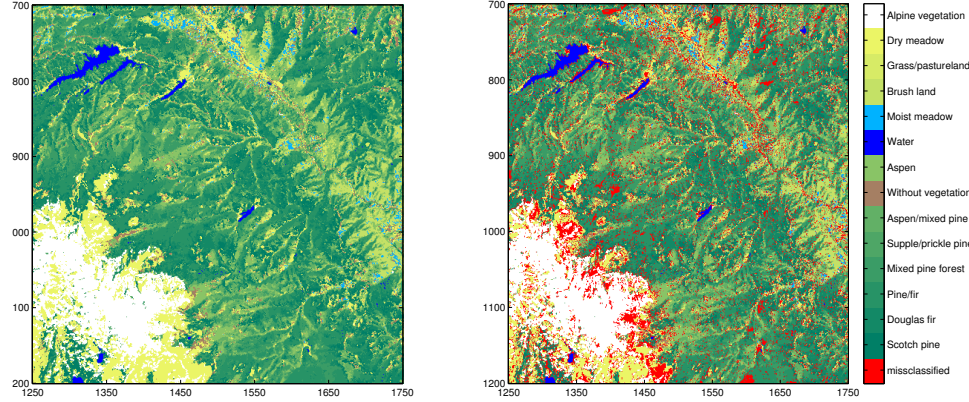 700
800
900
000
100
200
1250
1350
1450
1550
1650
1750
700
800
900
1000
1100
1200
1250
1350
1450
1550
1650
1750
Alpine vegetation
Dry meadow
Grass/pastureland
Brush land
Moist meadow
Water
Aspen
Without vegetation
Aspen/mixed pine
Supple/prickle pine
Mixed pine forest
Pine/fir
Douglas fir
Scotch pine
missclassified